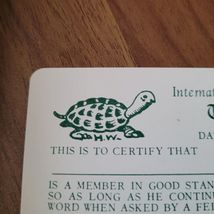 Internat
H.W.
DA
THIS IS TO CERTIFY THAT
IS A MEMBER IN GOOD STAN
SO AS LONG AS HE CONTIN
WORD WHEN ASKED BY A FEL